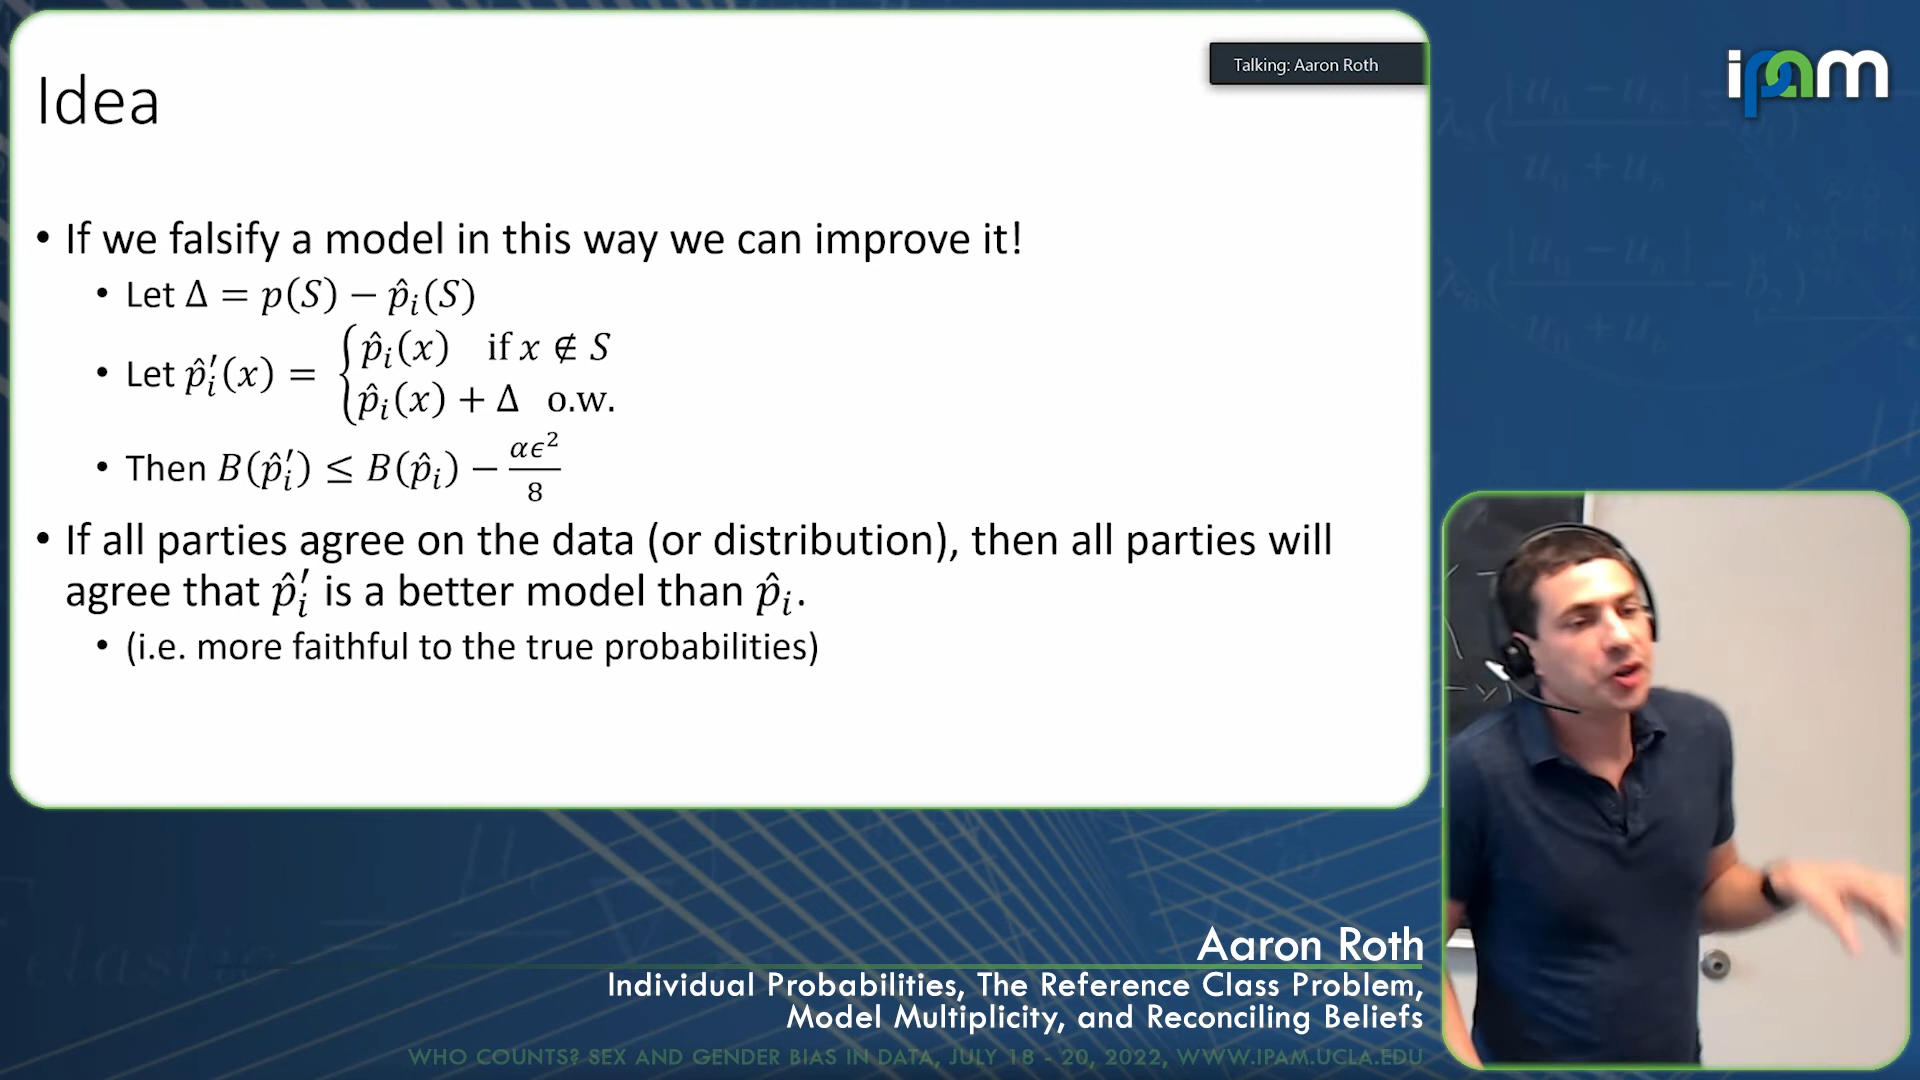 Talking: Aaron Roth
ipam
Idea
• If we falsify a model in this way we can improve it!
• Let Δ = p(S) − p̂ᵢ(S)
• Let p̂ᵢ′(x) = { p̂ᵢ(x) if x ∉ S
p̂ᵢ(x) + Δ o.w.
• Then B(p̂ᵢ′) ≤ B(p̂ᵢ) − αϵ²/8
• If all parties agree on the data (or distribution), then all parties will
agree that p̂ᵢ′ is a better model than p̂ᵢ.
• (i.e. more faithful to the true probabilities)
Aaron Roth
Individual Probabilities, The Reference Class Problem,
Model Multiplicity, and Reconciling Beliefs
WHO COUNTS? SEX AND GENDER BIAS IN DATA, JULY 18 - 20, 2022, WWW.IPAM.UCLA.EDU